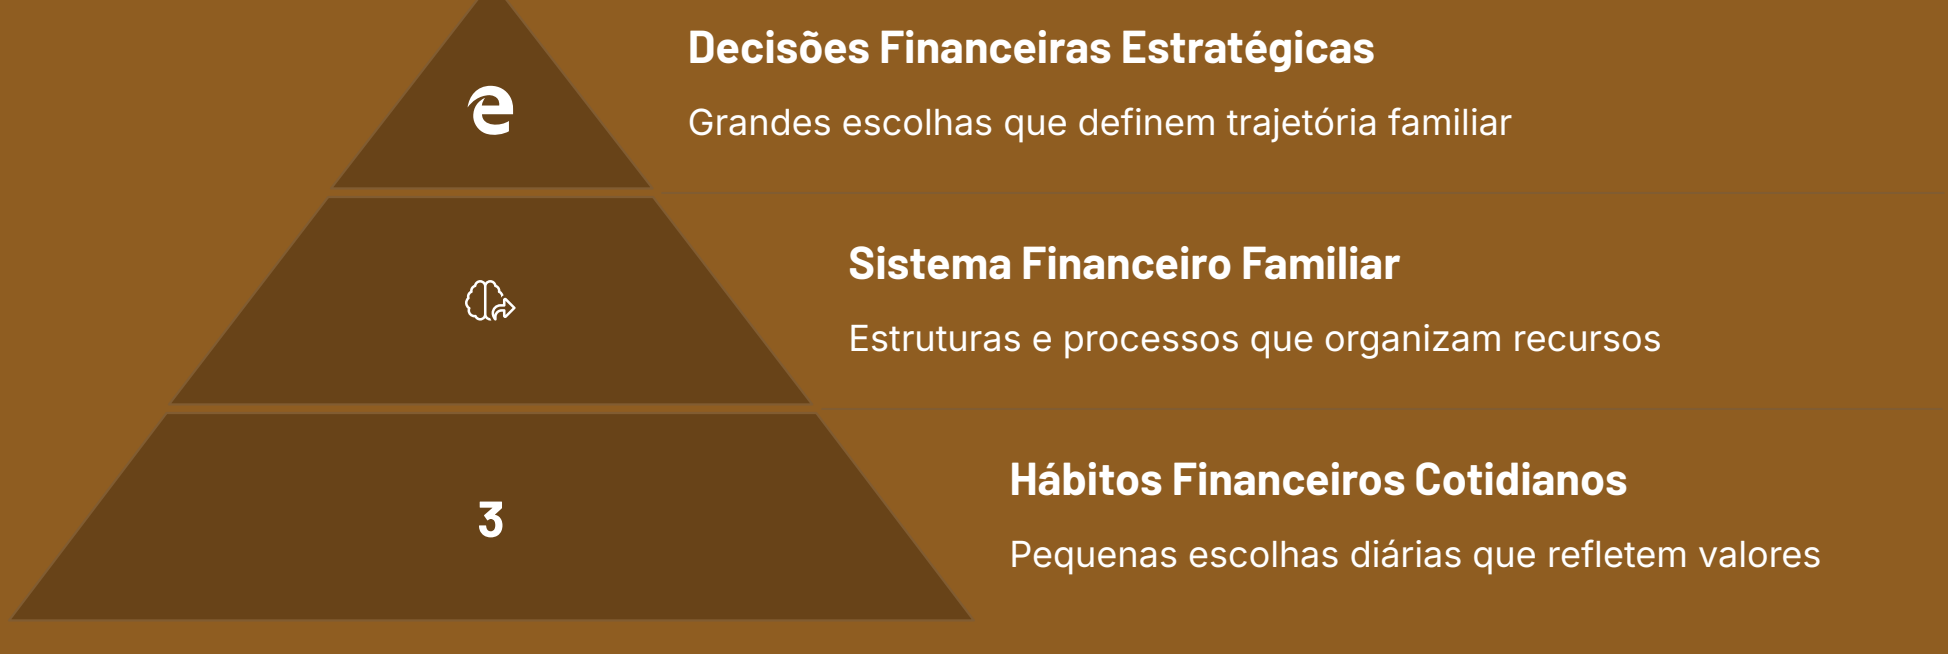 Decisões Financeiras Estratégicas
Grandes escolhas que definem trajetória familiar
Sistema Financeiro Familiar
Estruturas e processos que organizam recursos
3
Hábitos Financeiros Cotidianos
Pequenas escolhas diárias que refletem valores